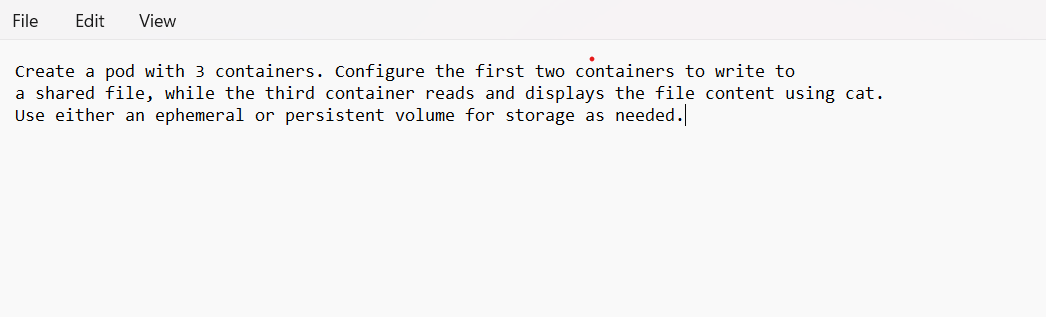 File Edit View
Create a pod with 3 containers. Configure the first two containers to write to
a shared file, while the third container reads and displays the file content using cat.
Use either an ephemeral or persistent volume for storage as needed.